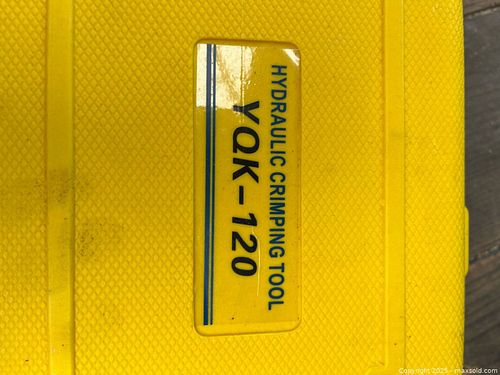 HYDRAULIC CRIMPING TOOL
YQK-120
Copyright 2025 - maxsold.com